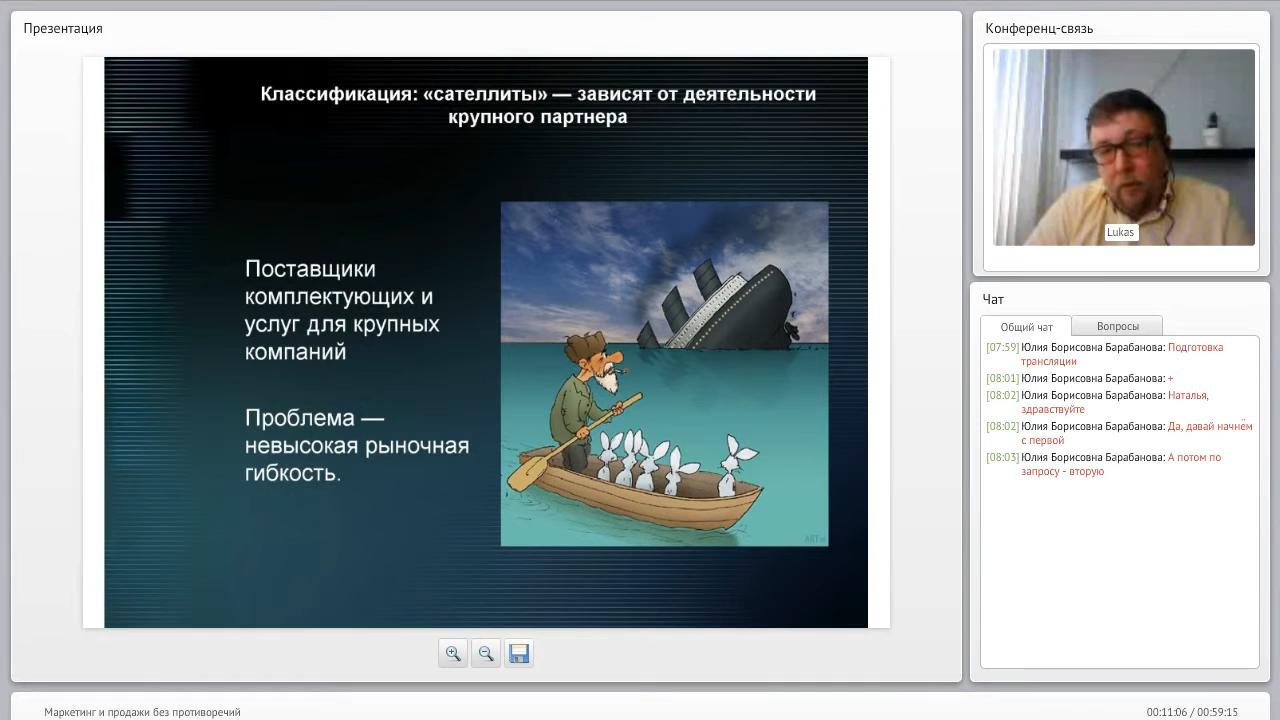 Презентация
Классификация: «сателлиты» — зависят от деятельности
крупного партнера
Поставщики
комплектующих и
услуг для крупных
компаний
Проблема —
невысокая рыночная
гибкость.
Конференц-связь
Lukas
Чат
Общий чат
Вопросы
[07:59] Юлия Борисовна Барабанова: Подготовка
трансляции
[08:01] Юлия Борисовна Барабанова: +
[08:02] Юлия Борисовна Барабанова: Наталья,
здравствуйте
[08:02] Юлия Борисовна Барабанова: Да, давай начнём
с первой
[08:03] Юлия Борисовна Барабанова: А потом по
запросу - вторую
Маркетинг и продажи без противоречий
00:11:06 / 00:59:15